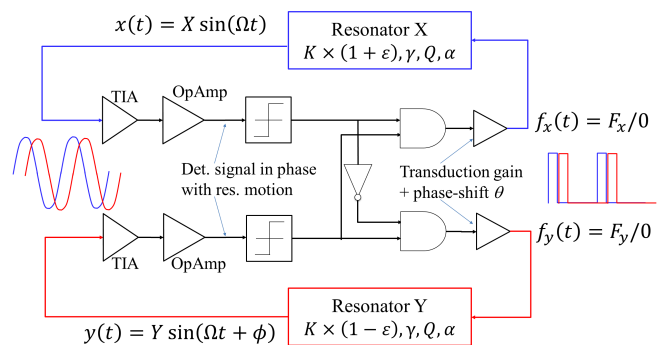 x(t) = X sin(Ωt)
Resonator X
K × (1 + ε), γ, Q, α
TIA
OpAmp
f_x(t) = F_x/0
Det. signal in phase
with res. motion
Transduction gain
+ phase-shift θ
TIA
OpAmp
f_y(t) = F_y/0
Resonator Y
K × (1 − ε), γ, Q, α
y(t) = Y sin(Ωt + ϕ)